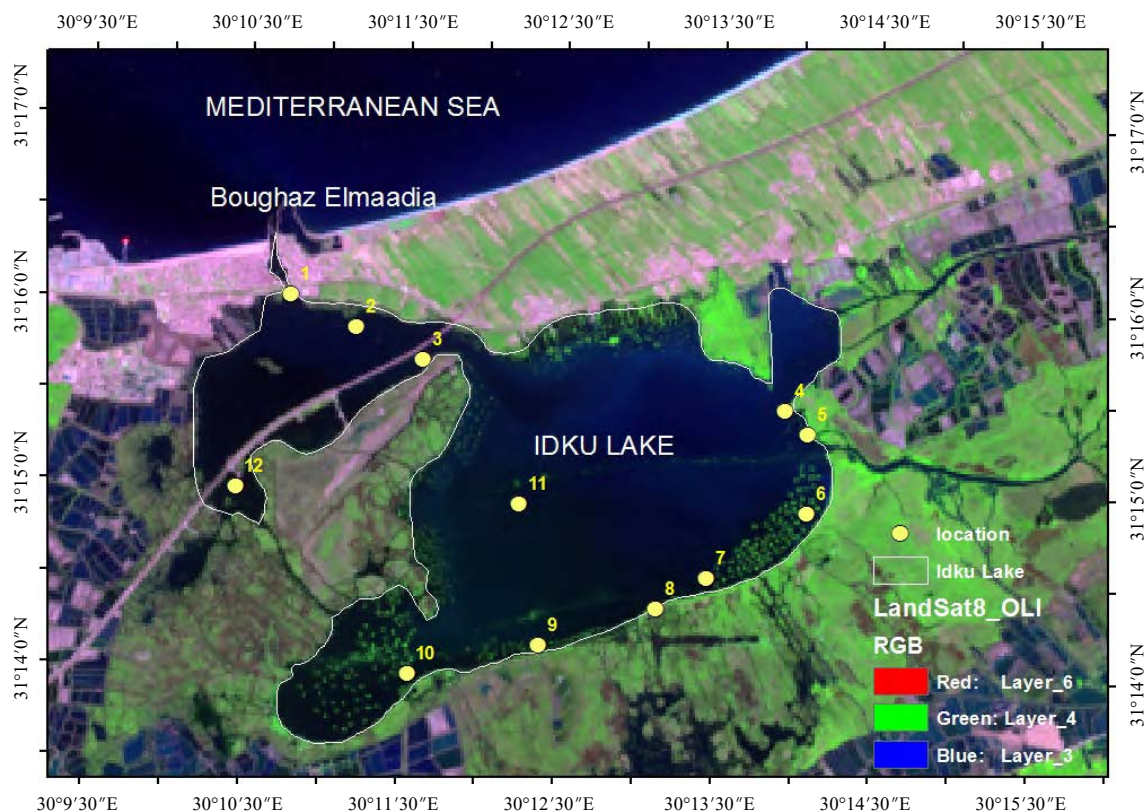 30°9'30"E 30°10'30"E 30°11'30"E 30°12'30"E 30°13'30"E 30°14'30"E 30°15'30"E
31°17'0"N
31°16'0"N
31°15'0"N
31°14'0"N
MEDITERRANEAN SEA
Boughaz Elmaadia
1
2
3
4
5
IDKU LAKE
12
11
6
7
8
9
10
location
Idku Lake
LandSat8_OLI
RGB
Red: Layer_6
Green: Layer_4
Blue: Layer_3
31°17'0"N
31°16'0"N
31°15'0"N
31°14'0"N
30°9'30"E 30°10'30"E 30°11'30"E 30°12'30"E 30°13'30"E 30°14'30"E 30°15'30"E